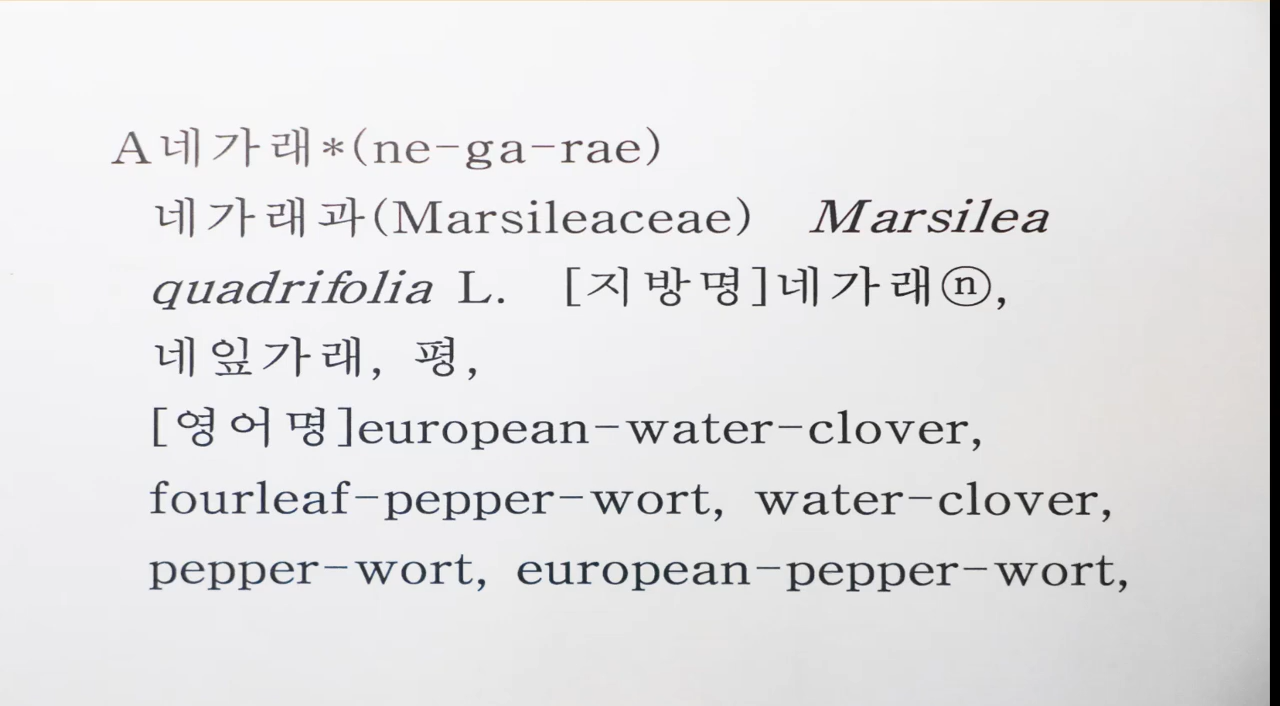 A네가래*(ne-ga-rae)
네가래과(Marsileaceae) Marsilea
quadrifolia L. [지방명]네가래ⓝ,
네잎가래, 평,
[영어명]european-water-clover,
fourleaf-pepper-wort, water-clover,
pepper-wort, european-pepper-wort,